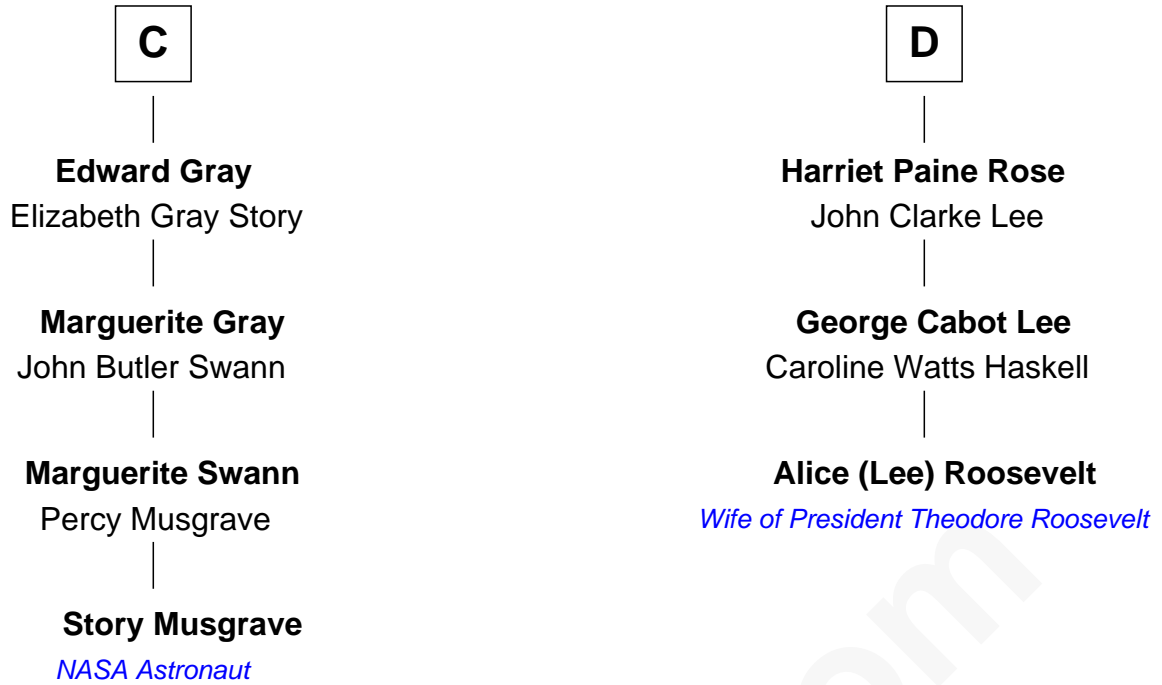 C
Edward Gray
Elizabeth Gray Story
Marguerite Gray
John Butler Swann
Marguerite Swann
Percy Musgrave
Story Musgrave
NASA Astronaut
D
Harriet Paine Rose
John Clarke Lee
George Cabot Lee
Caroline Watts Haskell
Alice (Lee) Roosevelt
Wife of President Theodore Roosevelt
om